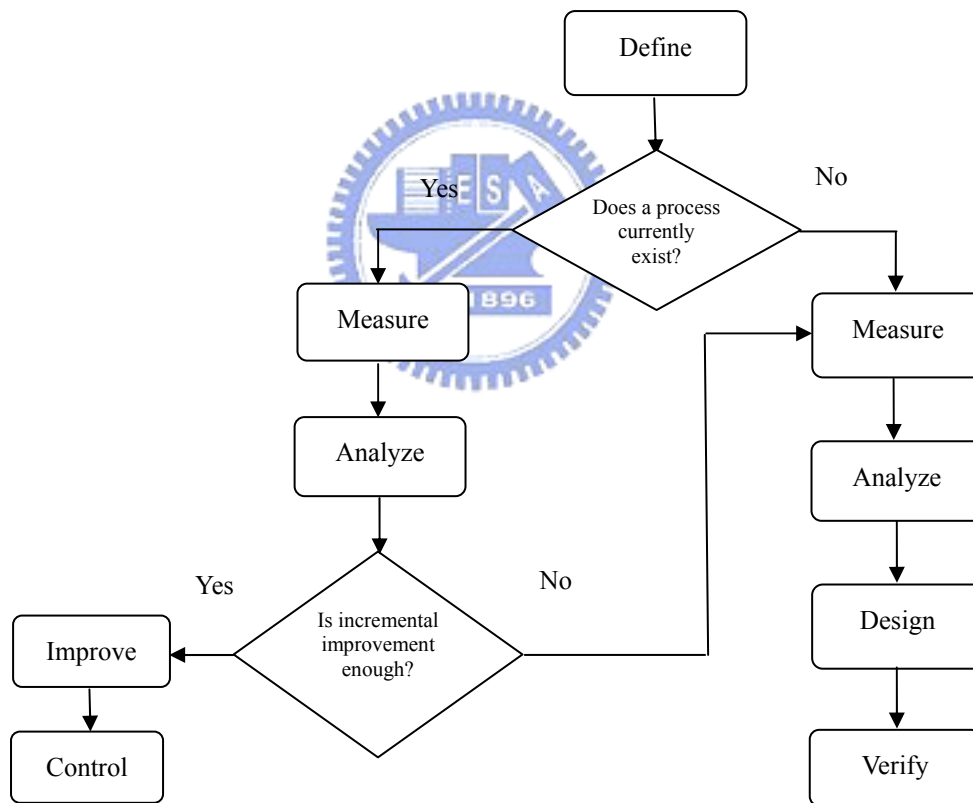 Define
Yes
No
Does a process
currently
exist?
E S A
1896
Measure
Measure
Analyze
Analyze
Yes
No
Is incremental
improvement
enough?
Improve
Design
Control
Verify